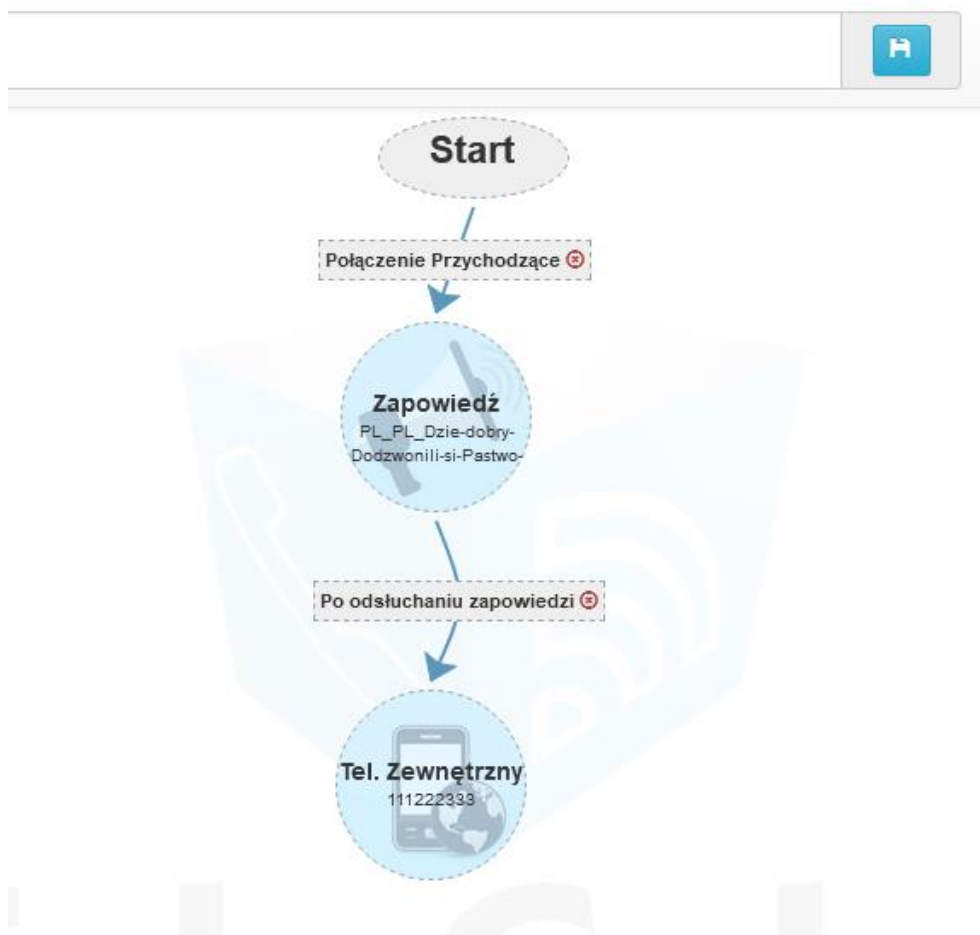 Start
Połączenie Przychodzące
Zapowiedź
PL_PL_Dzie-dobry-
Dodzwonili-si-Pastwo-
Po odsłuchaniu zapowiedzi
Tel. Zewnętrzny
111222333